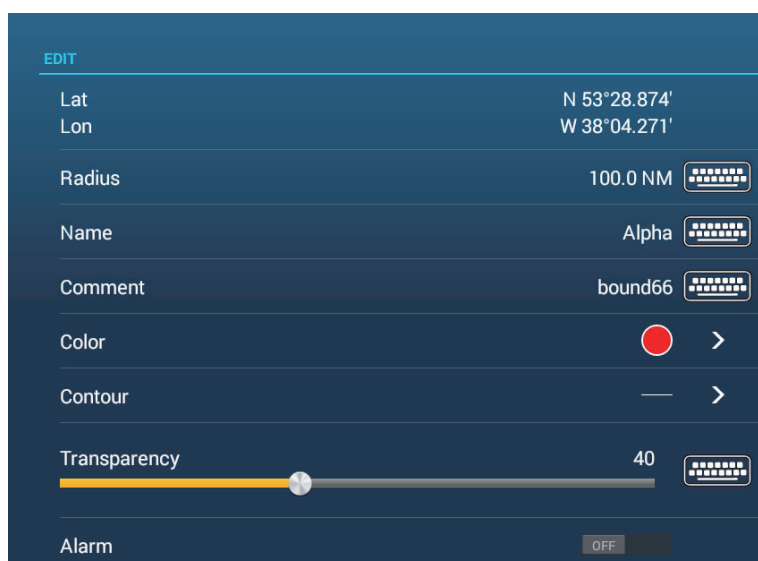 EDIT
Lat N 53°28.874'
Lon W 38°04.271'
Radius 100.0 NM
Name Alpha
Comment bound66
Color
Contour
Transparency 40
Alarm OFF